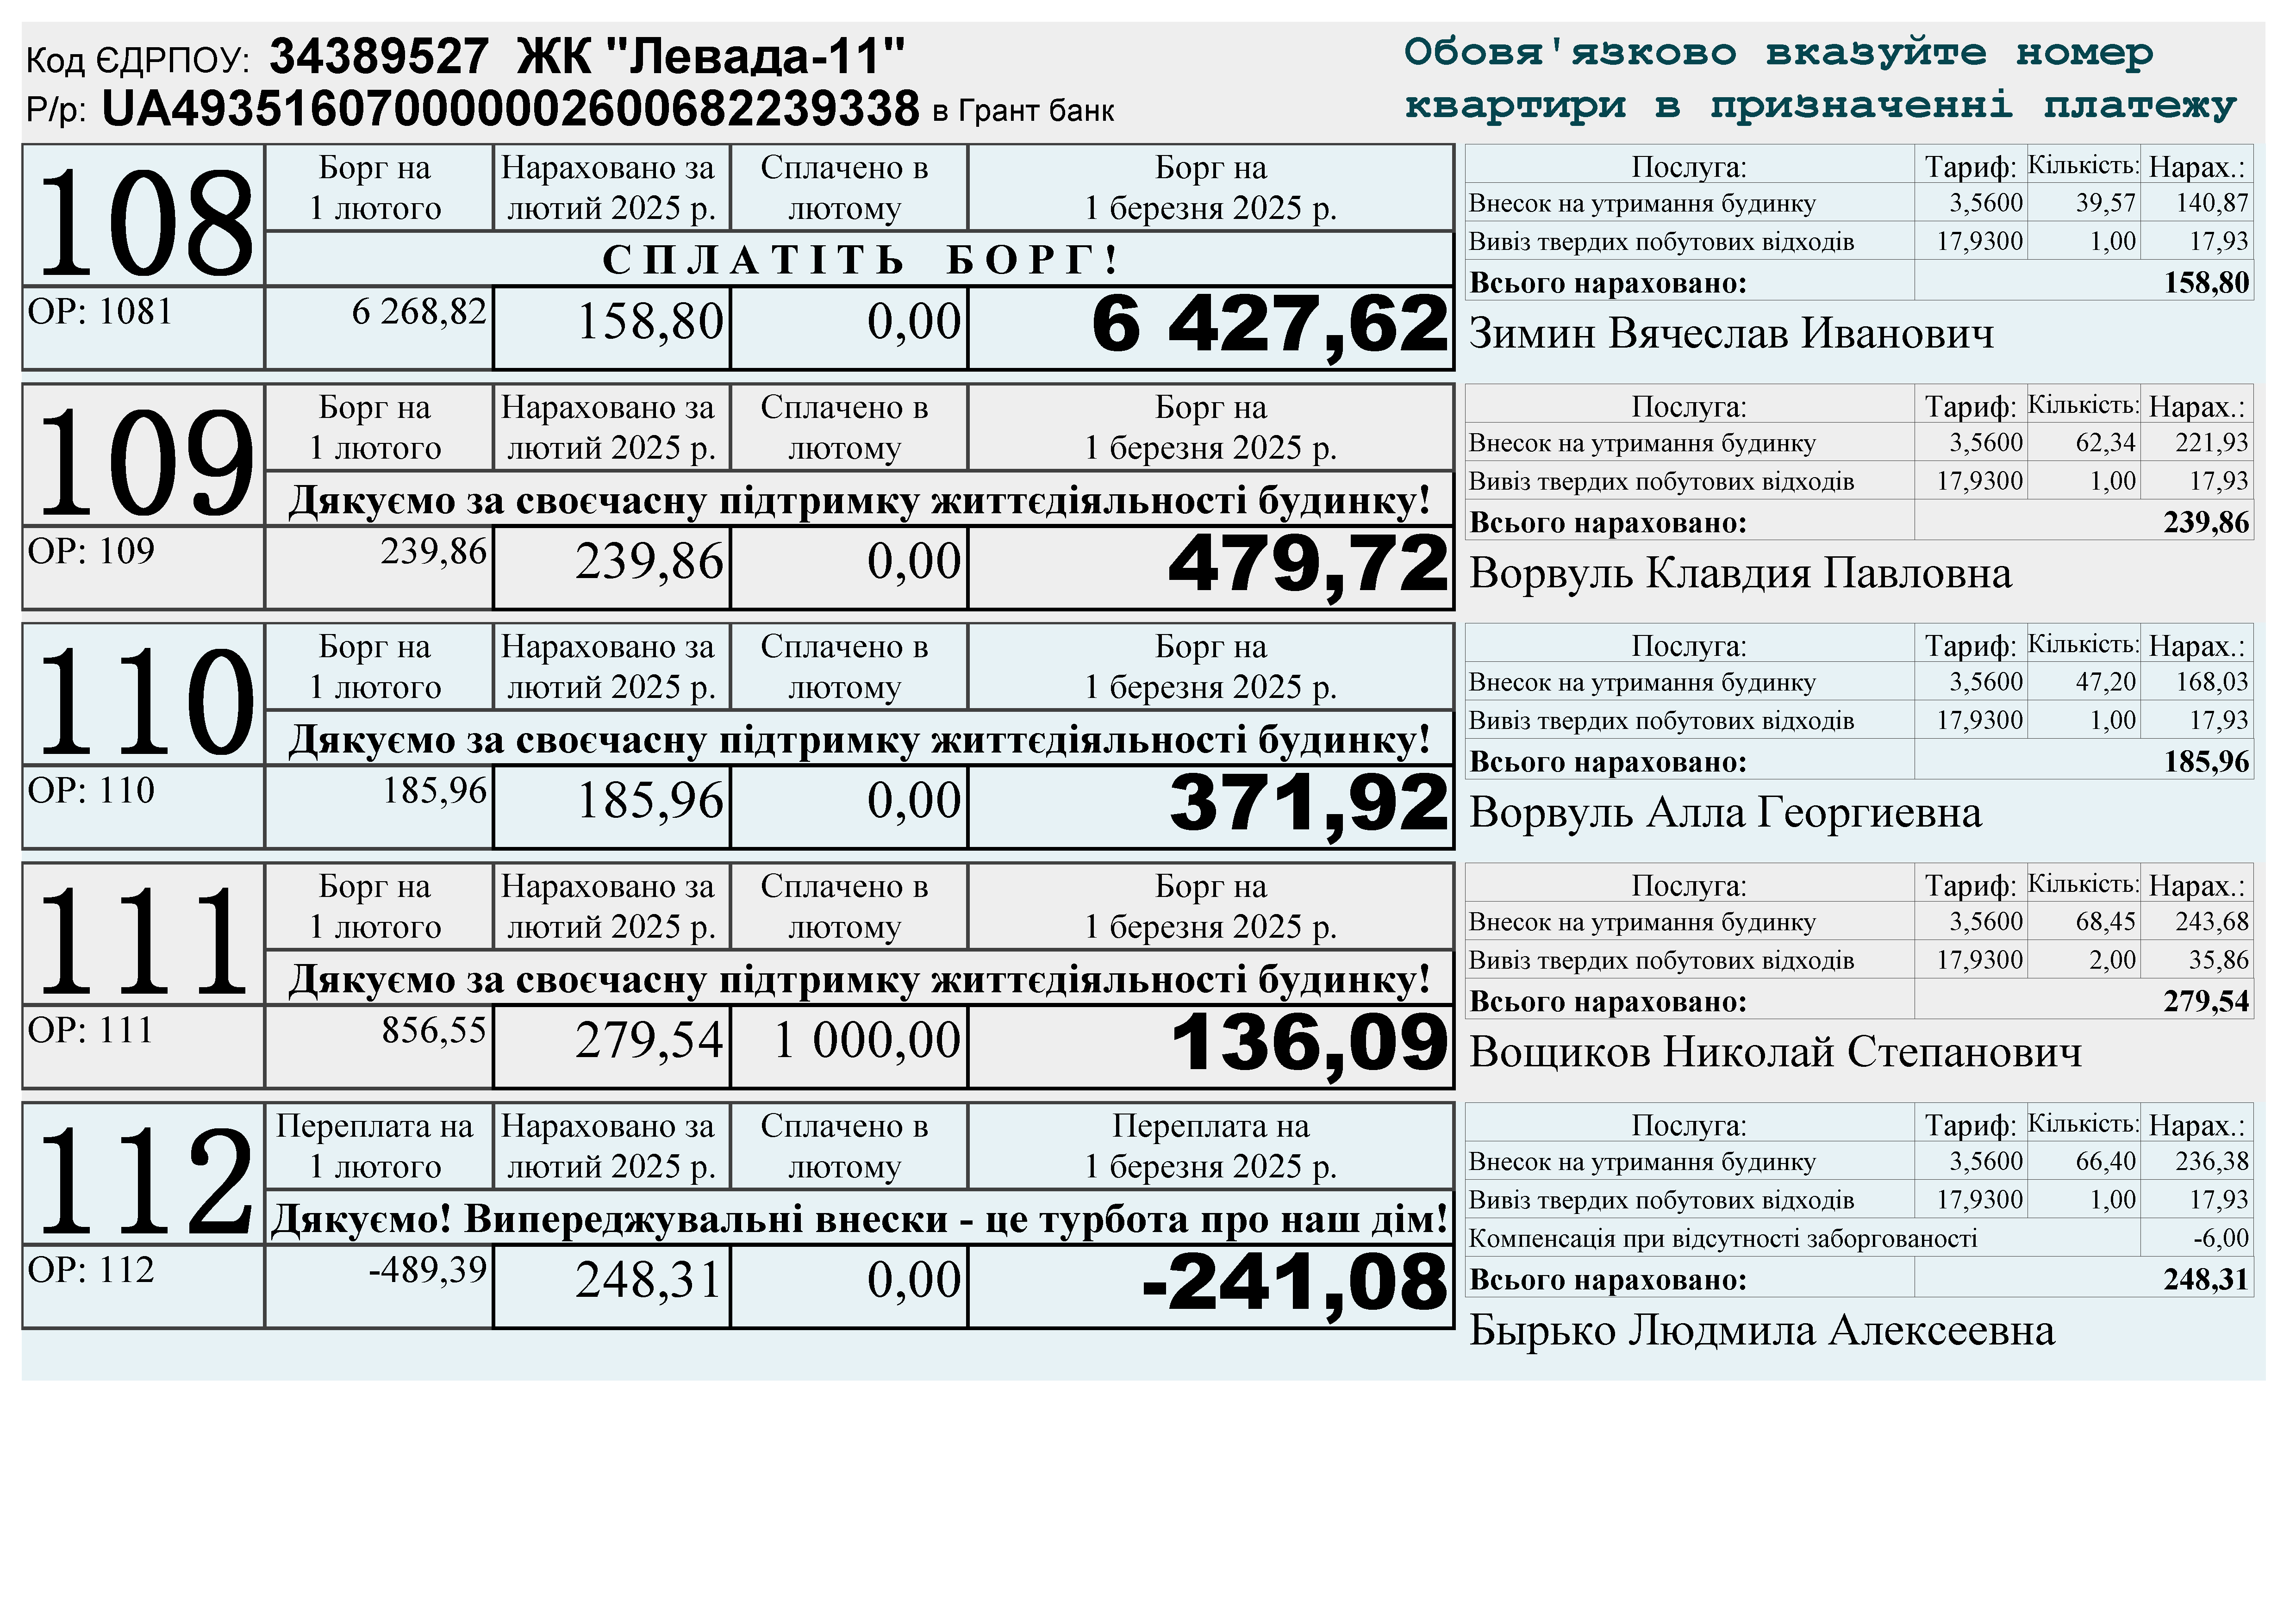 Код ЄДРПОУ: 34389527 ЖК "Левада-11"
Р/р: UA493516070000002600682239338 в Грант банк
Обовя'язково вказуйте номер
квартири в призначенні платежу
108
Борг на
1 лютого
Нараховано за
лютий 2025 р.
Сплачено в
лютому
Борг на
1 березня 2025 р.
СПЛАТІТЬ БОРГ!
ОР: 1081 6 268,82 158,80 0,00 6 427,62
Послуга: Тариф: Кількість: Нарах.:
Внесок на утримання будинку 3,5600 39,57 140,87
Вивіз твердих побутових відходів 17,9300 1,00 17,93
Всього нараховано: 158,80
Зимин Вячеслав Иванович
109
Борг на
1 лютого
Нараховано за
лютий 2025 р.
Сплачено в
лютому
Борг на
1 березня 2025 р.
Дякуємо за своєчасну підтримку життєдіяльності будинку!
ОР: 109 239,86 239,86 0,00 479,72
Послуга: Тариф: Кількість: Нарах.:
Внесок на утримання будинку 3,5600 62,34 221,93
Вивіз твердих побутових відходів 17,9300 1,00 17,93
Всього нараховано: 239,86
Ворвуль Клавдия Павловна
110
Борг на
1 лютого
Нараховано за
лютий 2025 р.
Сплачено в
лютому
Борг на
1 березня 2025 р.
Дякуємо за своєчасну підтримку життєдіяльності будинку!
ОР: 110 185,96 185,96 0,00 371,92
Послуга: Тариф: Кількість: Нарах.:
Внесок на утримання будинку 3,5600 47,20 168,03
Вивіз твердих побутових відходів 17,9300 1,00 17,93
Всього нараховано: 185,96
Ворвуль Алла Георгиевна
111
Борг на
1 лютого
Нараховано за
лютий 2025 р.
Сплачено в
лютому
Борг на
1 березня 2025 р.
Дякуємо за своєчасну підтримку життєдіяльності будинку!
ОР: 111 856,55 279,54 1 000,00 136,09
Послуга: Тариф: Кількість: Нарах.:
Внесок на утримання будинку 3,5600 68,45 243,68
Вивіз твердих побутових відходів 17,9300 2,00 35,86
Всього нараховано: 279,54
Вощиков Николай Степанович
112
Переплата на
1 лютого
Нараховано за
лютий 2025 р.
Сплачено в
лютому
Переплата на
1 березня 2025 р.
Дякуємо! Випереджувальні внески - це турбота про наш дім!
ОР: 112 -489,39 248,31 0,00 -241,08
Послуга: Тариф: Кількість: Нарах.:
Внесок на утримання будинку 3,5600 66,40 236,38
Вивіз твердих побутових відходів 17,9300 1,00 17,93
Компенсація при відсутності заборгованості -6,00
Всього нараховано: 248,31
Бырько Людмила Алексеевна